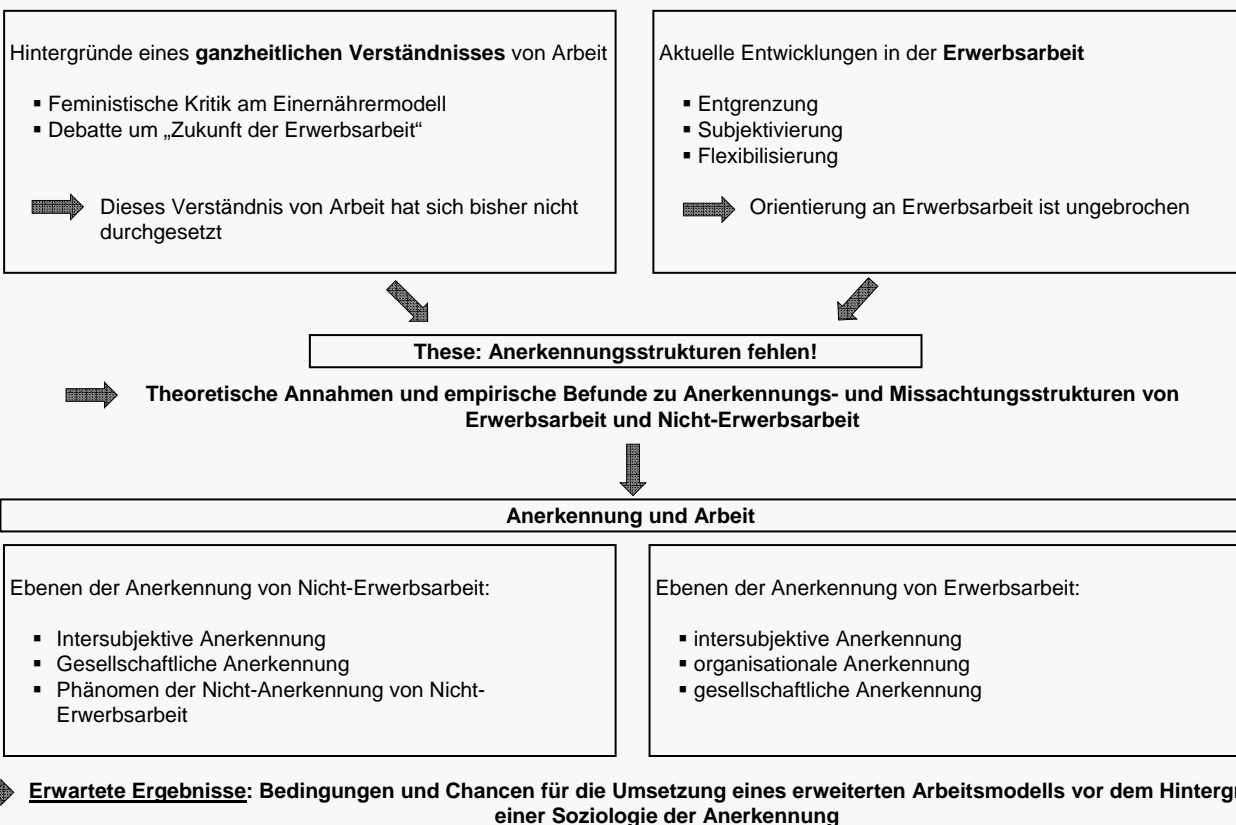 Hintergründe eines ganzheitlichen Verständnisses von Arbeit
▪ Feministische Kritik am Einernährermodell
▪ Debatte um „Zukunft der Erwerbsarbeit“
Dieses Verständnis von Arbeit hat sich bisher nicht
durchgesetzt
Aktuelle Entwicklungen in der Erwerbsarbeit
▪ Entgrenzung
▪ Subjektivierung
▪ Flexibilisierung
Orientierung an Erwerbsarbeit ist ungebrochen
These: Anerkennungsstrukturen fehlen!
Theoretische Annahmen und empirische Befunde zu Anerkennungs- und Missachtungsstrukturen von
Erwerbsarbeit und Nicht-Erwerbsarbeit
Anerkennung und Arbeit
Ebenen der Anerkennung von Nicht-Erwerbsarbeit:
▪ Intersubjektive Anerkennung
▪ Gesellschaftliche Anerkennung
▪ Phänomen der Nicht-Anerkennung von Nicht-
Erwerbsarbeit
Ebenen der Anerkennung von Erwerbsarbeit:
▪ intersubjektive Anerkennung
▪ organisationale Anerkennung
▪ gesellschaftliche Anerkennung
Erwartete Ergebnisse: Bedingungen und Chancen für die Umsetzung eines erweiterten Arbeitsmodells vor dem
einer Soziologie der Anerkennung